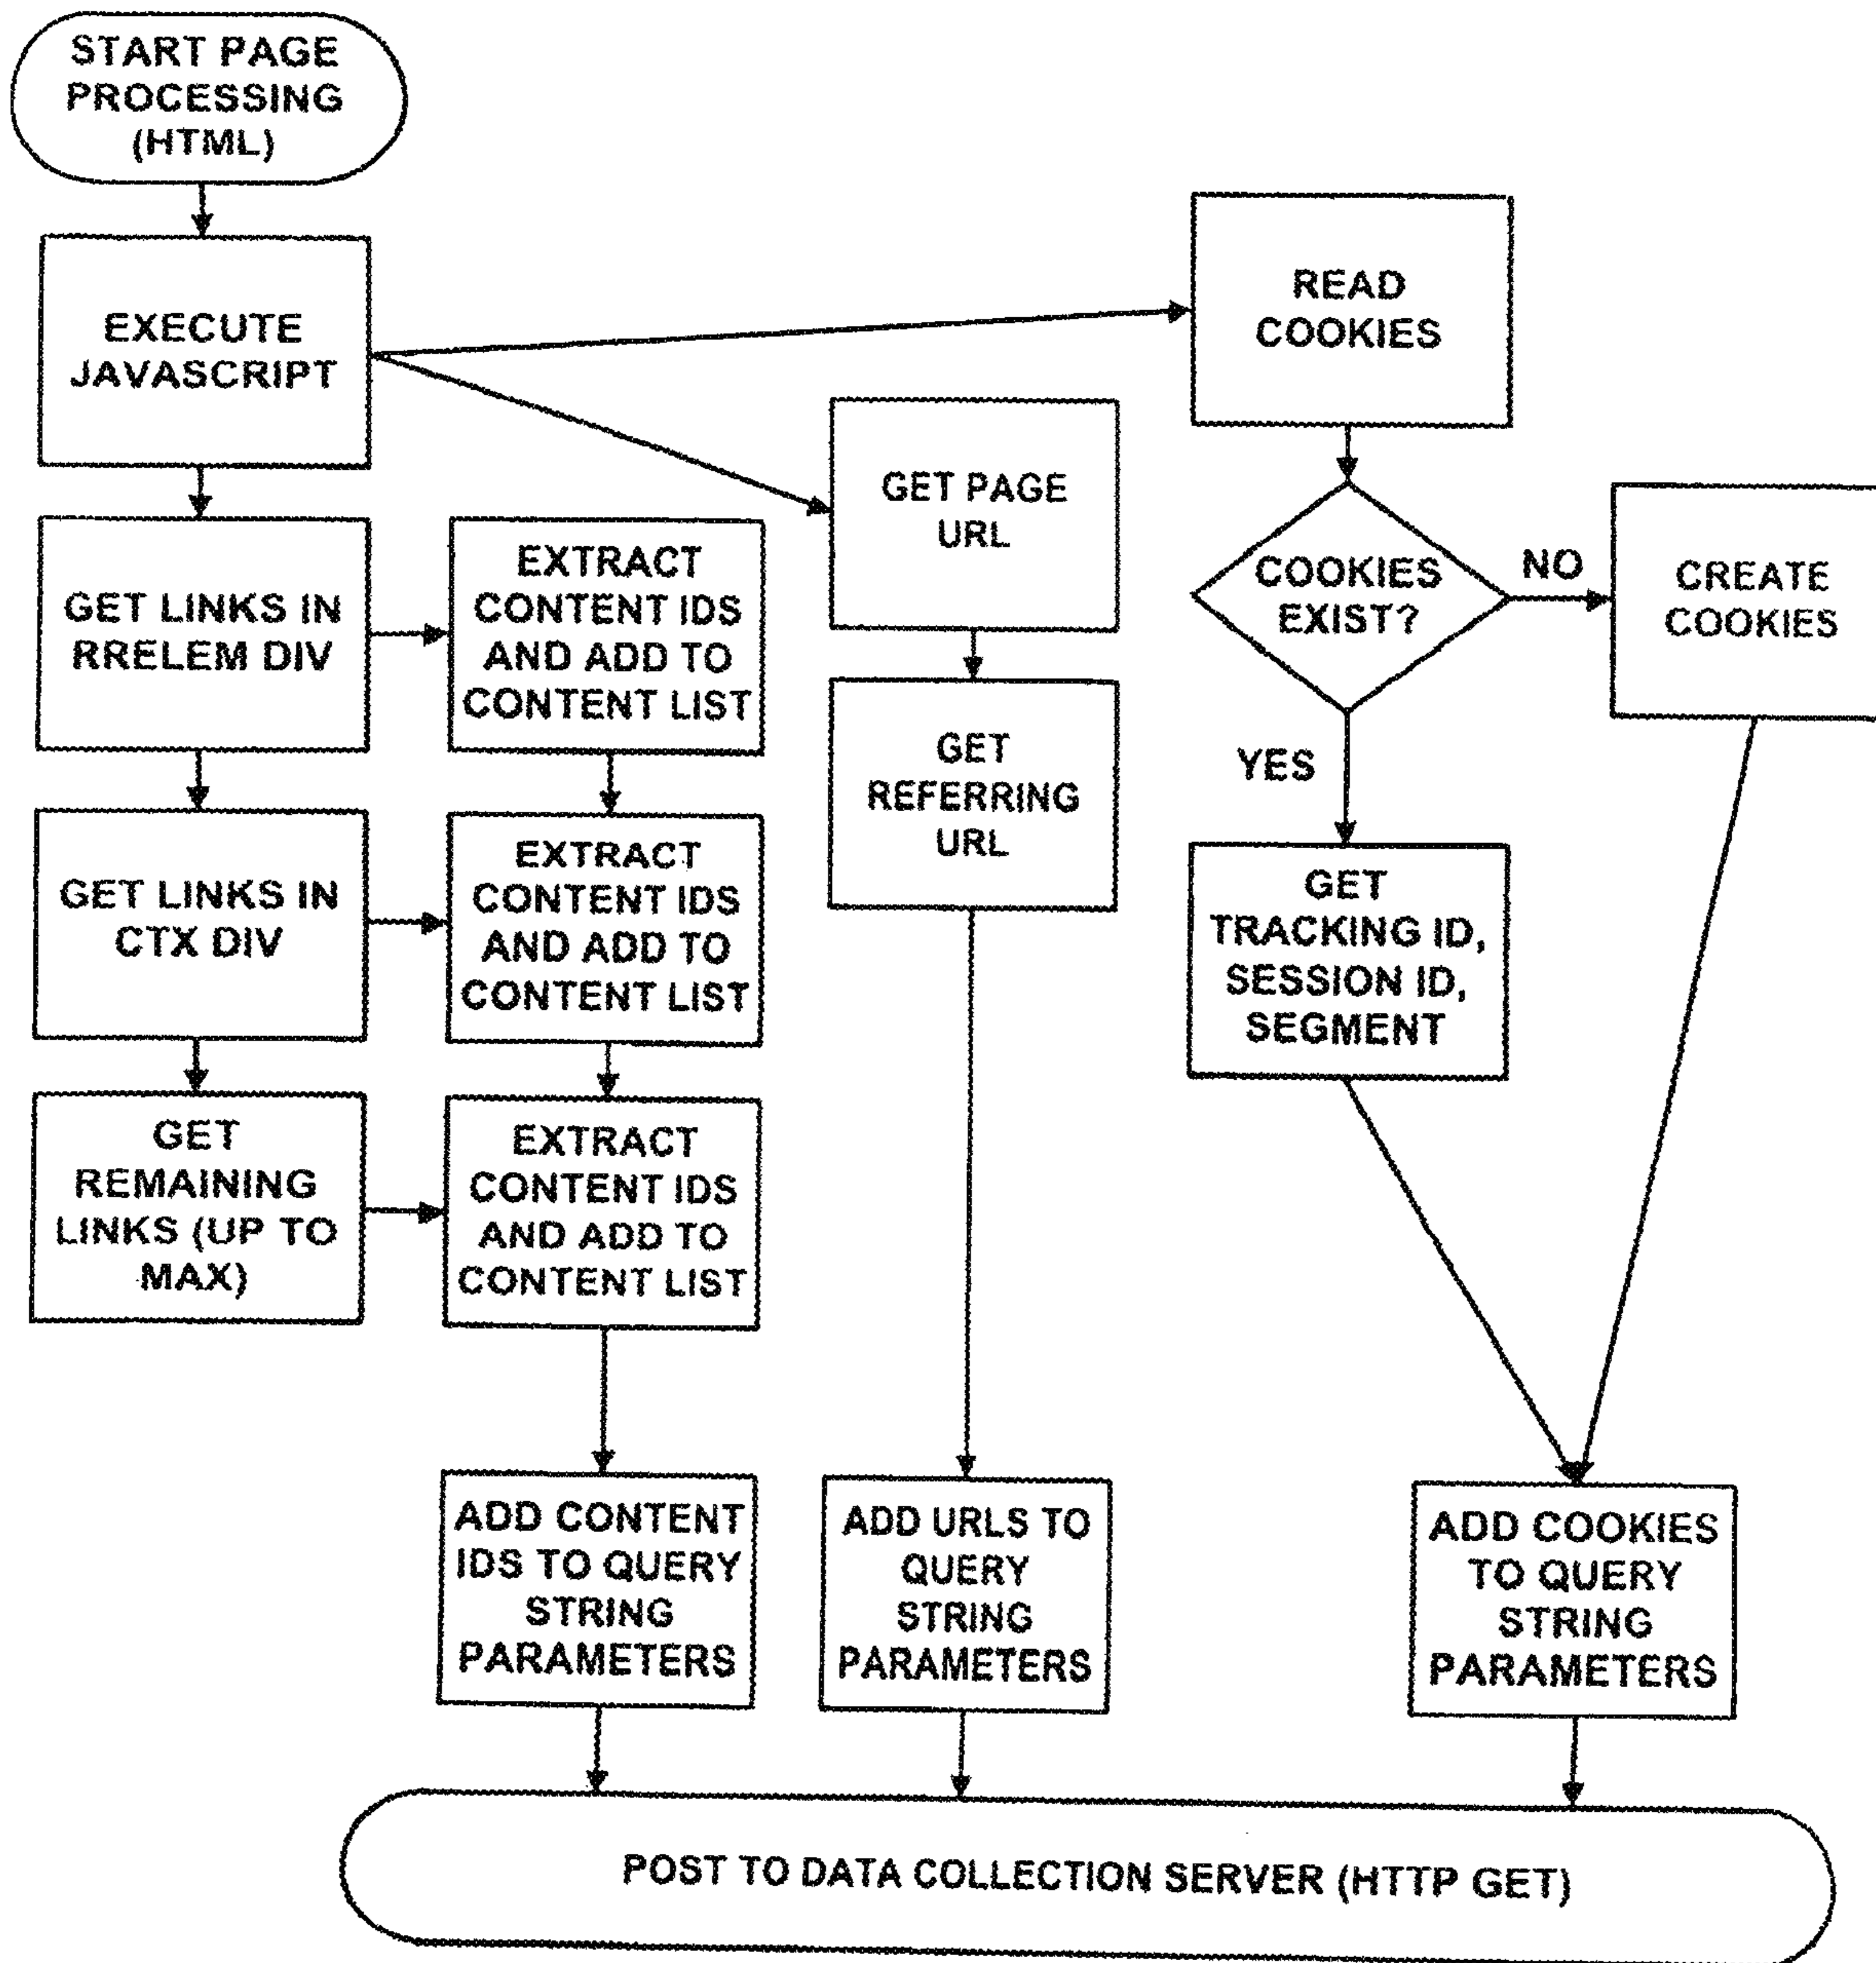 START PAGE
PROCESSING
(HTML)
EXECUTE
JAVASCRIPT
READ
COOKIES
GET PAGE
URL
COOKIES
EXIST?
NO
CREATE
COOKIES
GET LINKS IN
RRELEM DIV
EXTRACT
CONTENT IDS
AND ADD TO
CONTENT LIST
GET
REFERRING
URL
YES
GET LINKS IN
CTX DIV
EXTRACT
CONTENT IDS
AND ADD TO
CONTENT LIST
GET
TRACKING ID,
SESSION ID,
SEGMENT
GET
REMAINING
LINKS (UP TO
MAX)
EXTRACT
CONTENT IDS
AND ADD TO
CONTENT LIST
ADD CONTENT
IDS TO QUERY
STRING
PARAMETERS
ADD URLS TO
QUERY
STRING
PARAMETERS
ADD COOKIES
TO QUERY
STRING
PARAMETERS
POST TO DATA COLLECTION SERVER (HTTP GET)